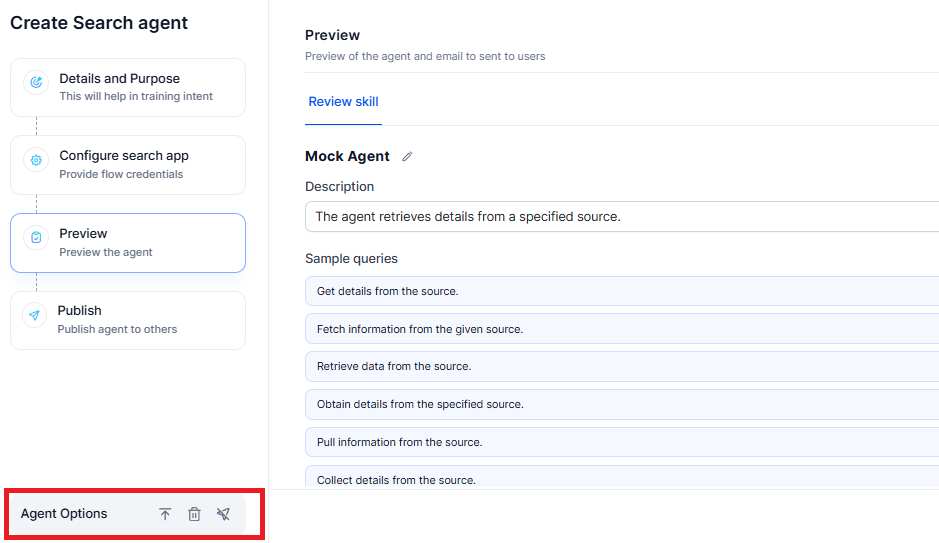 Create Search agent
Details and Purpose
This will help in training intent
Configure search app
Provide flow credentials
Preview
Preview the agent
Publish
Publish agent to others
Agent Options
Preview
Preview of the agent and email to sent to users
Review skill
Mock Agent
Description
The agent retrieves details from a specified source.
Sample queries
Get details from the source.
Fetch information from the given source.
Retrieve data from the source.
Obtain details from the specified source.
Pull information from the source.
Collect details from the source.